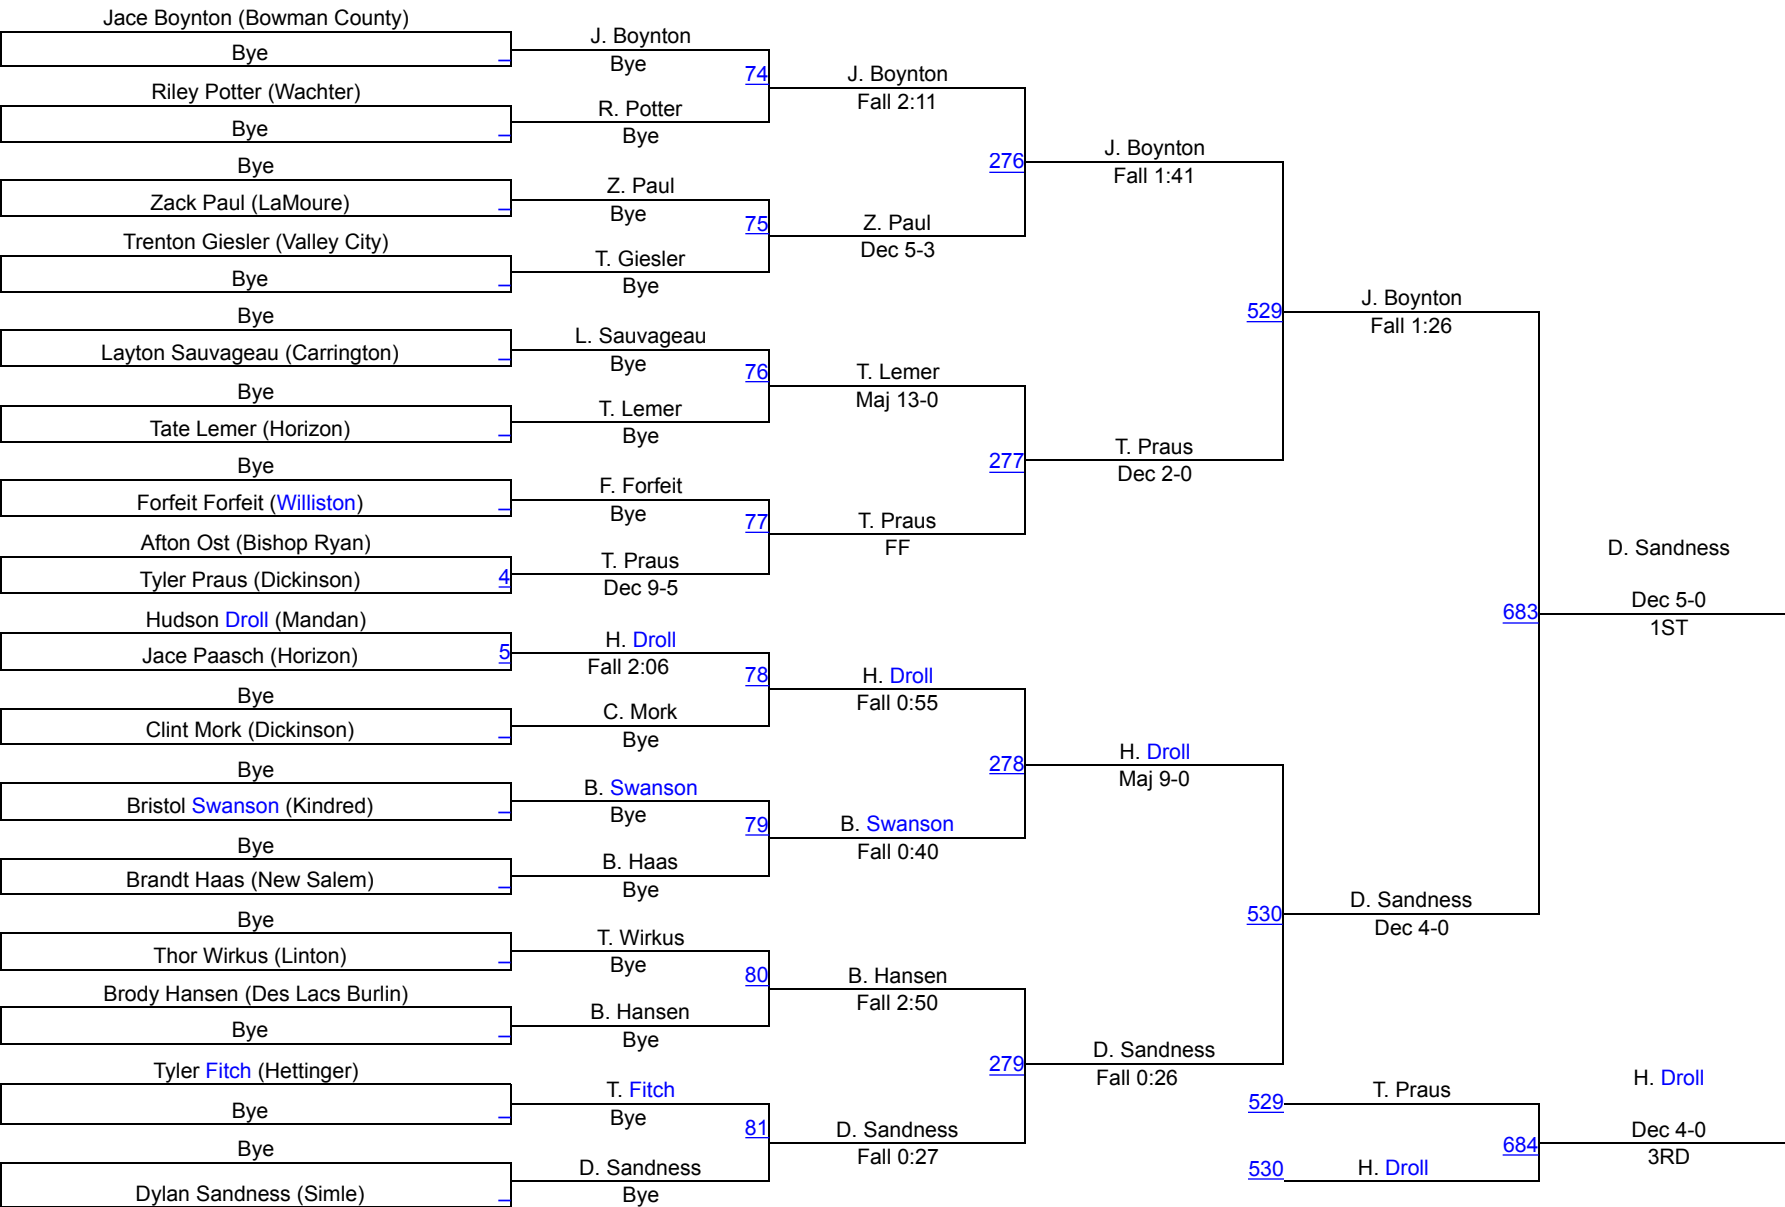 Jace Boynton (Bowman County)
Bye
Riley Potter (Wachter)
Bye
Bye
Zack Paul (LaMoure)
Trenton Giesler (Valley City)
Bye
Bye
Layton Sauvageau (Carrington)
Bye
Tate Lemer (Horizon)
Bye
Forfeit Forfeit (Williston)
Afton Ost (Bishop Ryan)
Tyler Praus (Dickinson) 4
Hudson Droll (Mandan)
Jace Paasch (Horizon) 5
Bye
Clint Mork (Dickinson)
Bye
Bristol Swanson (Kindred)
Bye
Brandt Haas (New Salem)
Bye
Thor Wirkus (Linton)
Brody Hansen (Des Lacs Burlin)
Bye
Tyler Fitch (Hettinger)
Bye
Bye
Dylan Sandness (Simle)
J. Boynton
Bye
74
R. Potter
Bye
Z. Paul
Bye
75
T. Giesler
Bye
L. Sauvageau
Bye
76
T. Lemer
Bye
F. Forfeit
Bye
77
T. Praus
Dec 9-5
H. Droll
Fall 2:06
78
C. Mork
Bye
B. Swanson
Bye
79
B. Haas
Bye
T. Wirkus
Bye
80
B. Hansen
Bye
T. Fitch
Bye
81
D. Sandness
Bye
J. Boynton
Fall 2:11
276
Z. Paul
Dec 5-3
T. Lemer
Maj 13-0
277
T. Praus
FF
H. Droll
Fall 0:55
278
B. Swanson
Fall 0:40
B. Hansen
Fall 2:50
279
D. Sandness
Fall 0:27
J. Boynton
Fall 1:41
529
T. Praus
Dec 2-0
H. Droll
Maj 9-0
530
D. Sandness
Fall 0:26
J. Boynton
Fall 1:26
683
D. Sandness
Dec 4-0
529 T. Praus
684
530 H. Droll
D. Sandness
Dec 5-0
1ST
H. Droll
Dec 4-0
3RD